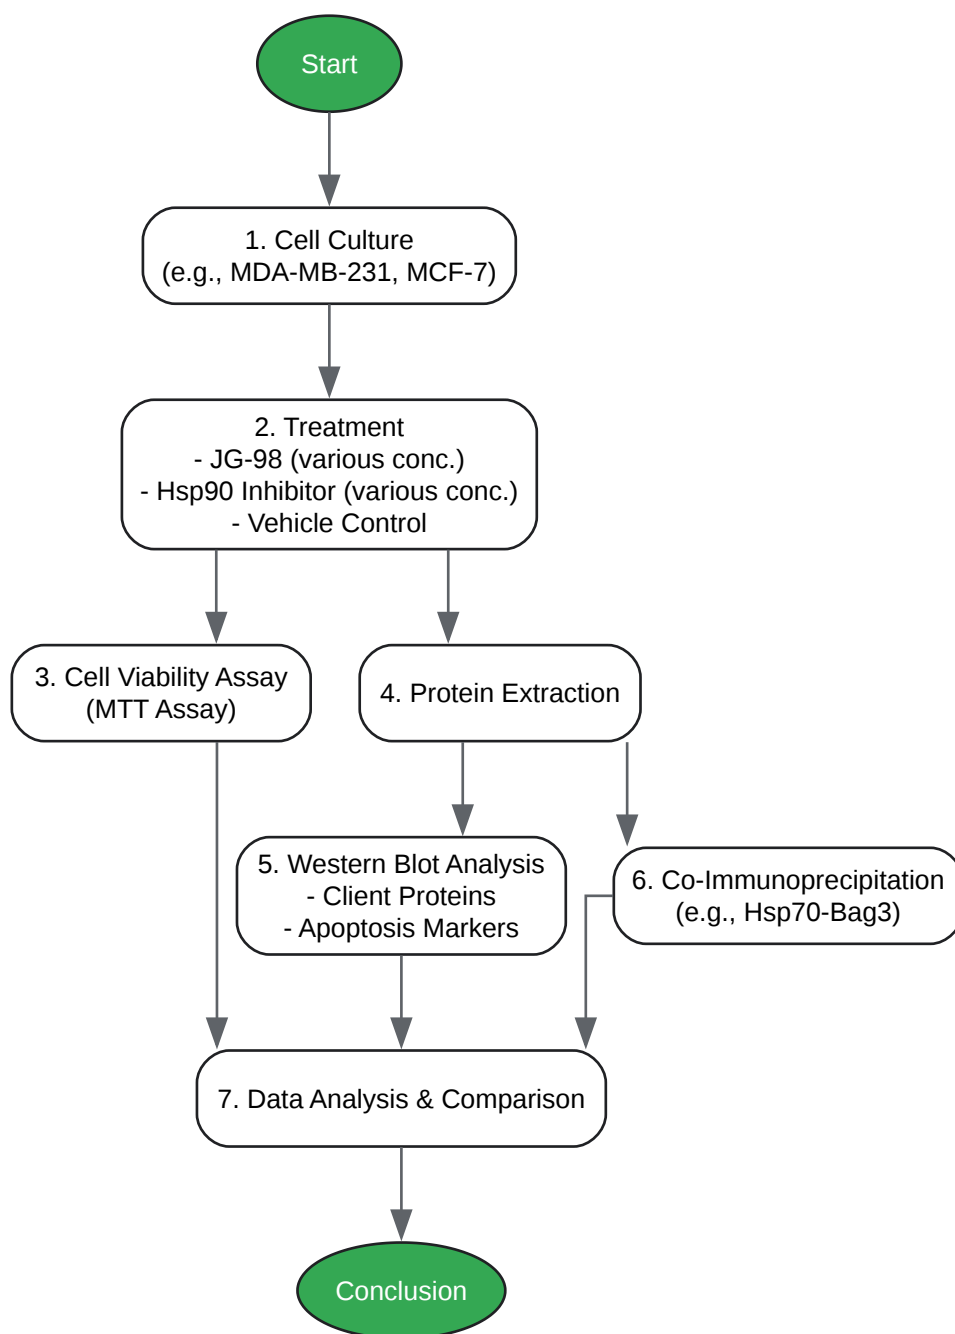 Start
1. Cell Culture
(e.g., MDA-MB-231, MCF-7)
2. Treatment
- JG-98 (various conc.)
- Hsp90 Inhibitor (various conc.)
- Vehicle Control
3. Cell Viability Assay
(MTT Assay)
4. Protein Extraction
5. Western Blot Analysis
- Client Proteins
- Apoptosis Markers
6. Co-Immunoprecipitation
(e.g., Hsp70-Bag3)
7. Data Analysis & Comparison
Conclusion